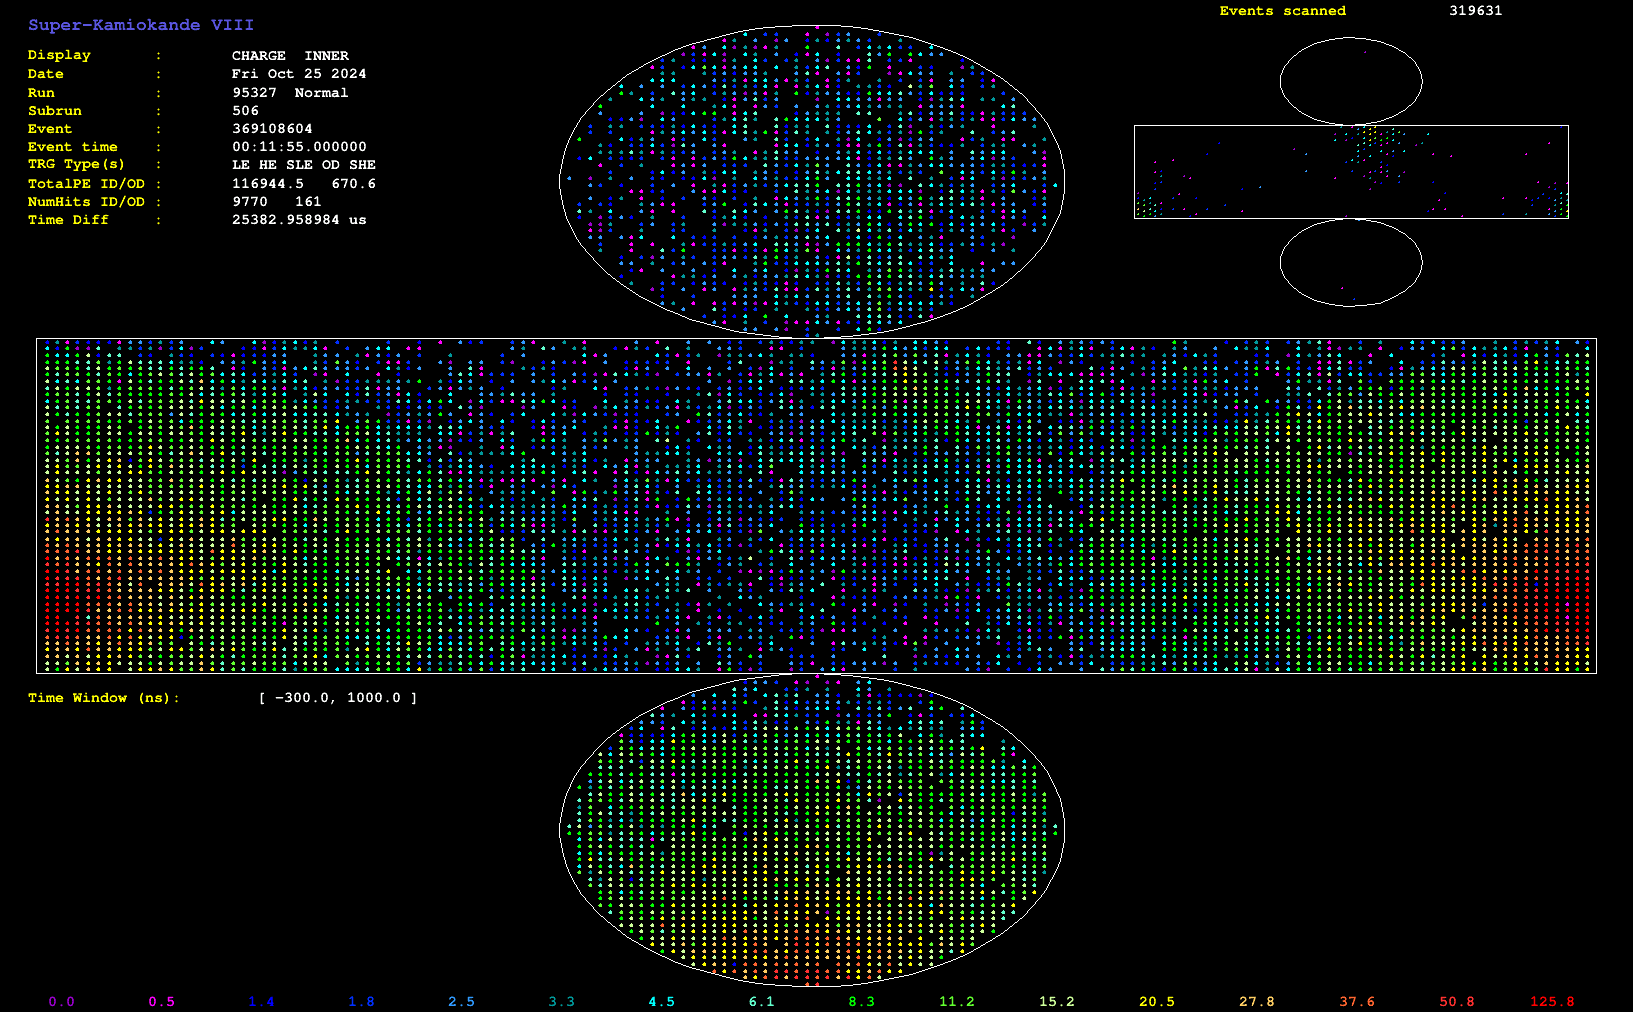 Super-Kamiokande VIII
Events scanned 319631
Display : CHARGE INNER
Date : Fri Oct 25 2024
Run : 95327 Normal
Subrun : 506
Event : 369108604
Event time : 00:11:55.000000
TRG Type(s) : LE HE SLE OD SHE
TotalPE ID/OD : 116944.5 670.6
NumHits ID/OD : 9770 161
Time Diff : 25382.958984 us
Time Window (ns): [ −300.0, 1000.0 ]
0.0 0.5 1.4 1.8 2.5 3.3 4.5 6.1 8.3 11.2 15.2 20.5 27.8 37.6 50.8 125.8